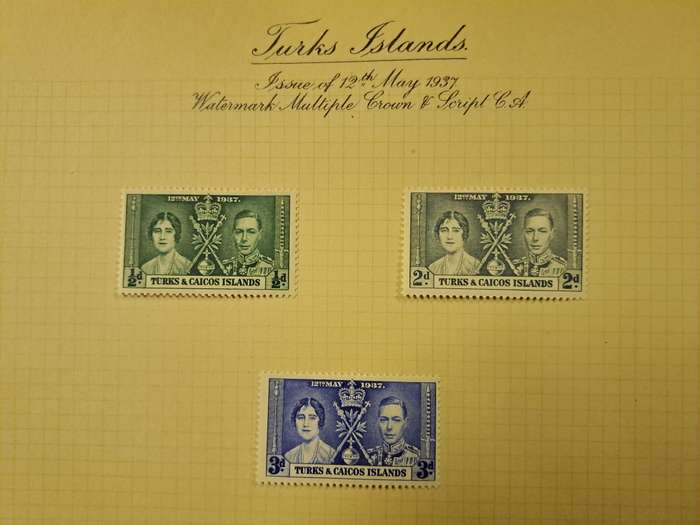 Turks Islands.
Issue of 12th May 1937
Watermark Multiple Crown & Script C.A.
12TH MAY 1937.
½d ½d
TURKS & CAICOS ISLANDS
12TH MAY 1937.
2d. 2d.
TURKS & CAICOS ISLANDS
12TH MAY 1937.
3d 3d
TURKS & CAICOS ISLANDS